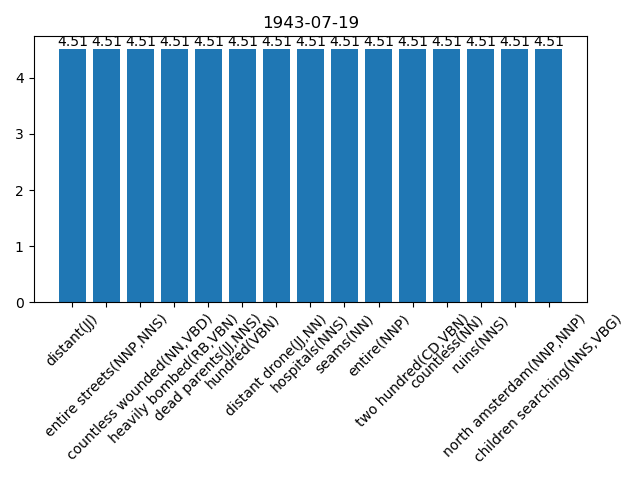 1943-07-19
4.51 4.51 4.51 4.51 4.51 4.51 4.51 4.51 4.51 4.51 4.51 4.51 4.51 4.51 4.51
4
3
2
1
0
distant(JJ)
entire streets(NNP,NNS)
countless wounded(NN,VBD)
heavily bombed(RB,VBN)
dead parents(JJ,NNS)
hundred(VBN)
distant drone(JJ,NN)
hospitals(NNS)
seams(NN)
entire(NNP)
two hundred(CD,VBN)
countless(NN)
ruins(NNS)
north amsterdam(NNP,NNP)
children searching(NNS,VBG)